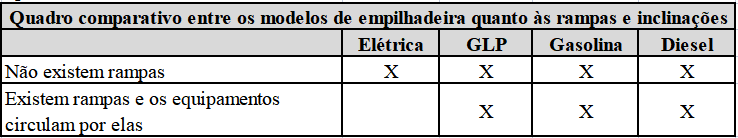 Quadro comparativo entre os modelos de empilhadeira quanto às rampas e inclinações
Elétrica GLP Gasolina Diesel
Não existem rampas X X X X
Existem rampas e os equipamentos
circulam por elas X X X